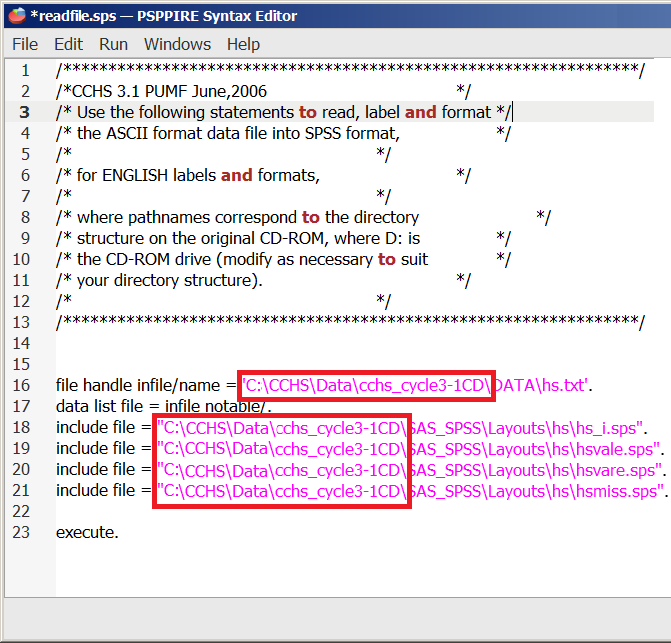 *readfile.sps — PSPPIRE Syntax Editor
File Edit Run Windows Help
1 /****************************************************************/
2 /*CCHS 3.1 PUMF June,2006 */
3 /* Use the following statements to read, label and format */
4 /* the ASCII format data file into SPSS format, */
5 /* */
6 /* for ENGLISH labels and formats, */
7 /* */
8 /* where pathnames correspond to the directory */
9 /* structure on the original CD-ROM, where D: is */
10 /* the CD-ROM drive (modify as necessary to suit */
11 /* your directory structure). */
12 /* */
13 /****************************************************************/
14
15
16 file handle infile/name = 'C:\CCHS\Data\cchs_cycle3-1CD\DATA\hs.txt'.
17 data list file = infile notable/.
18 include file = "C:\CCHS\Data\cchs_cycle3-1CD\SAS_SPSS\Layouts\hs\hs_i.sps".
19 include file = "C:\CCHS\Data\cchs_cycle3-1CD\SAS_SPSS\Layouts\hs\hsvale.sps".
20 include file = "C:\CCHS\Data\cchs_cycle3-1CD\SAS_SPSS\Layouts\hs\hsvare.sps".
21 include file = "C:\CCHS\Data\cchs_cycle3-1CD\SAS_SPSS\Layouts\hs\hsmiss.sps".
22
23 execute.